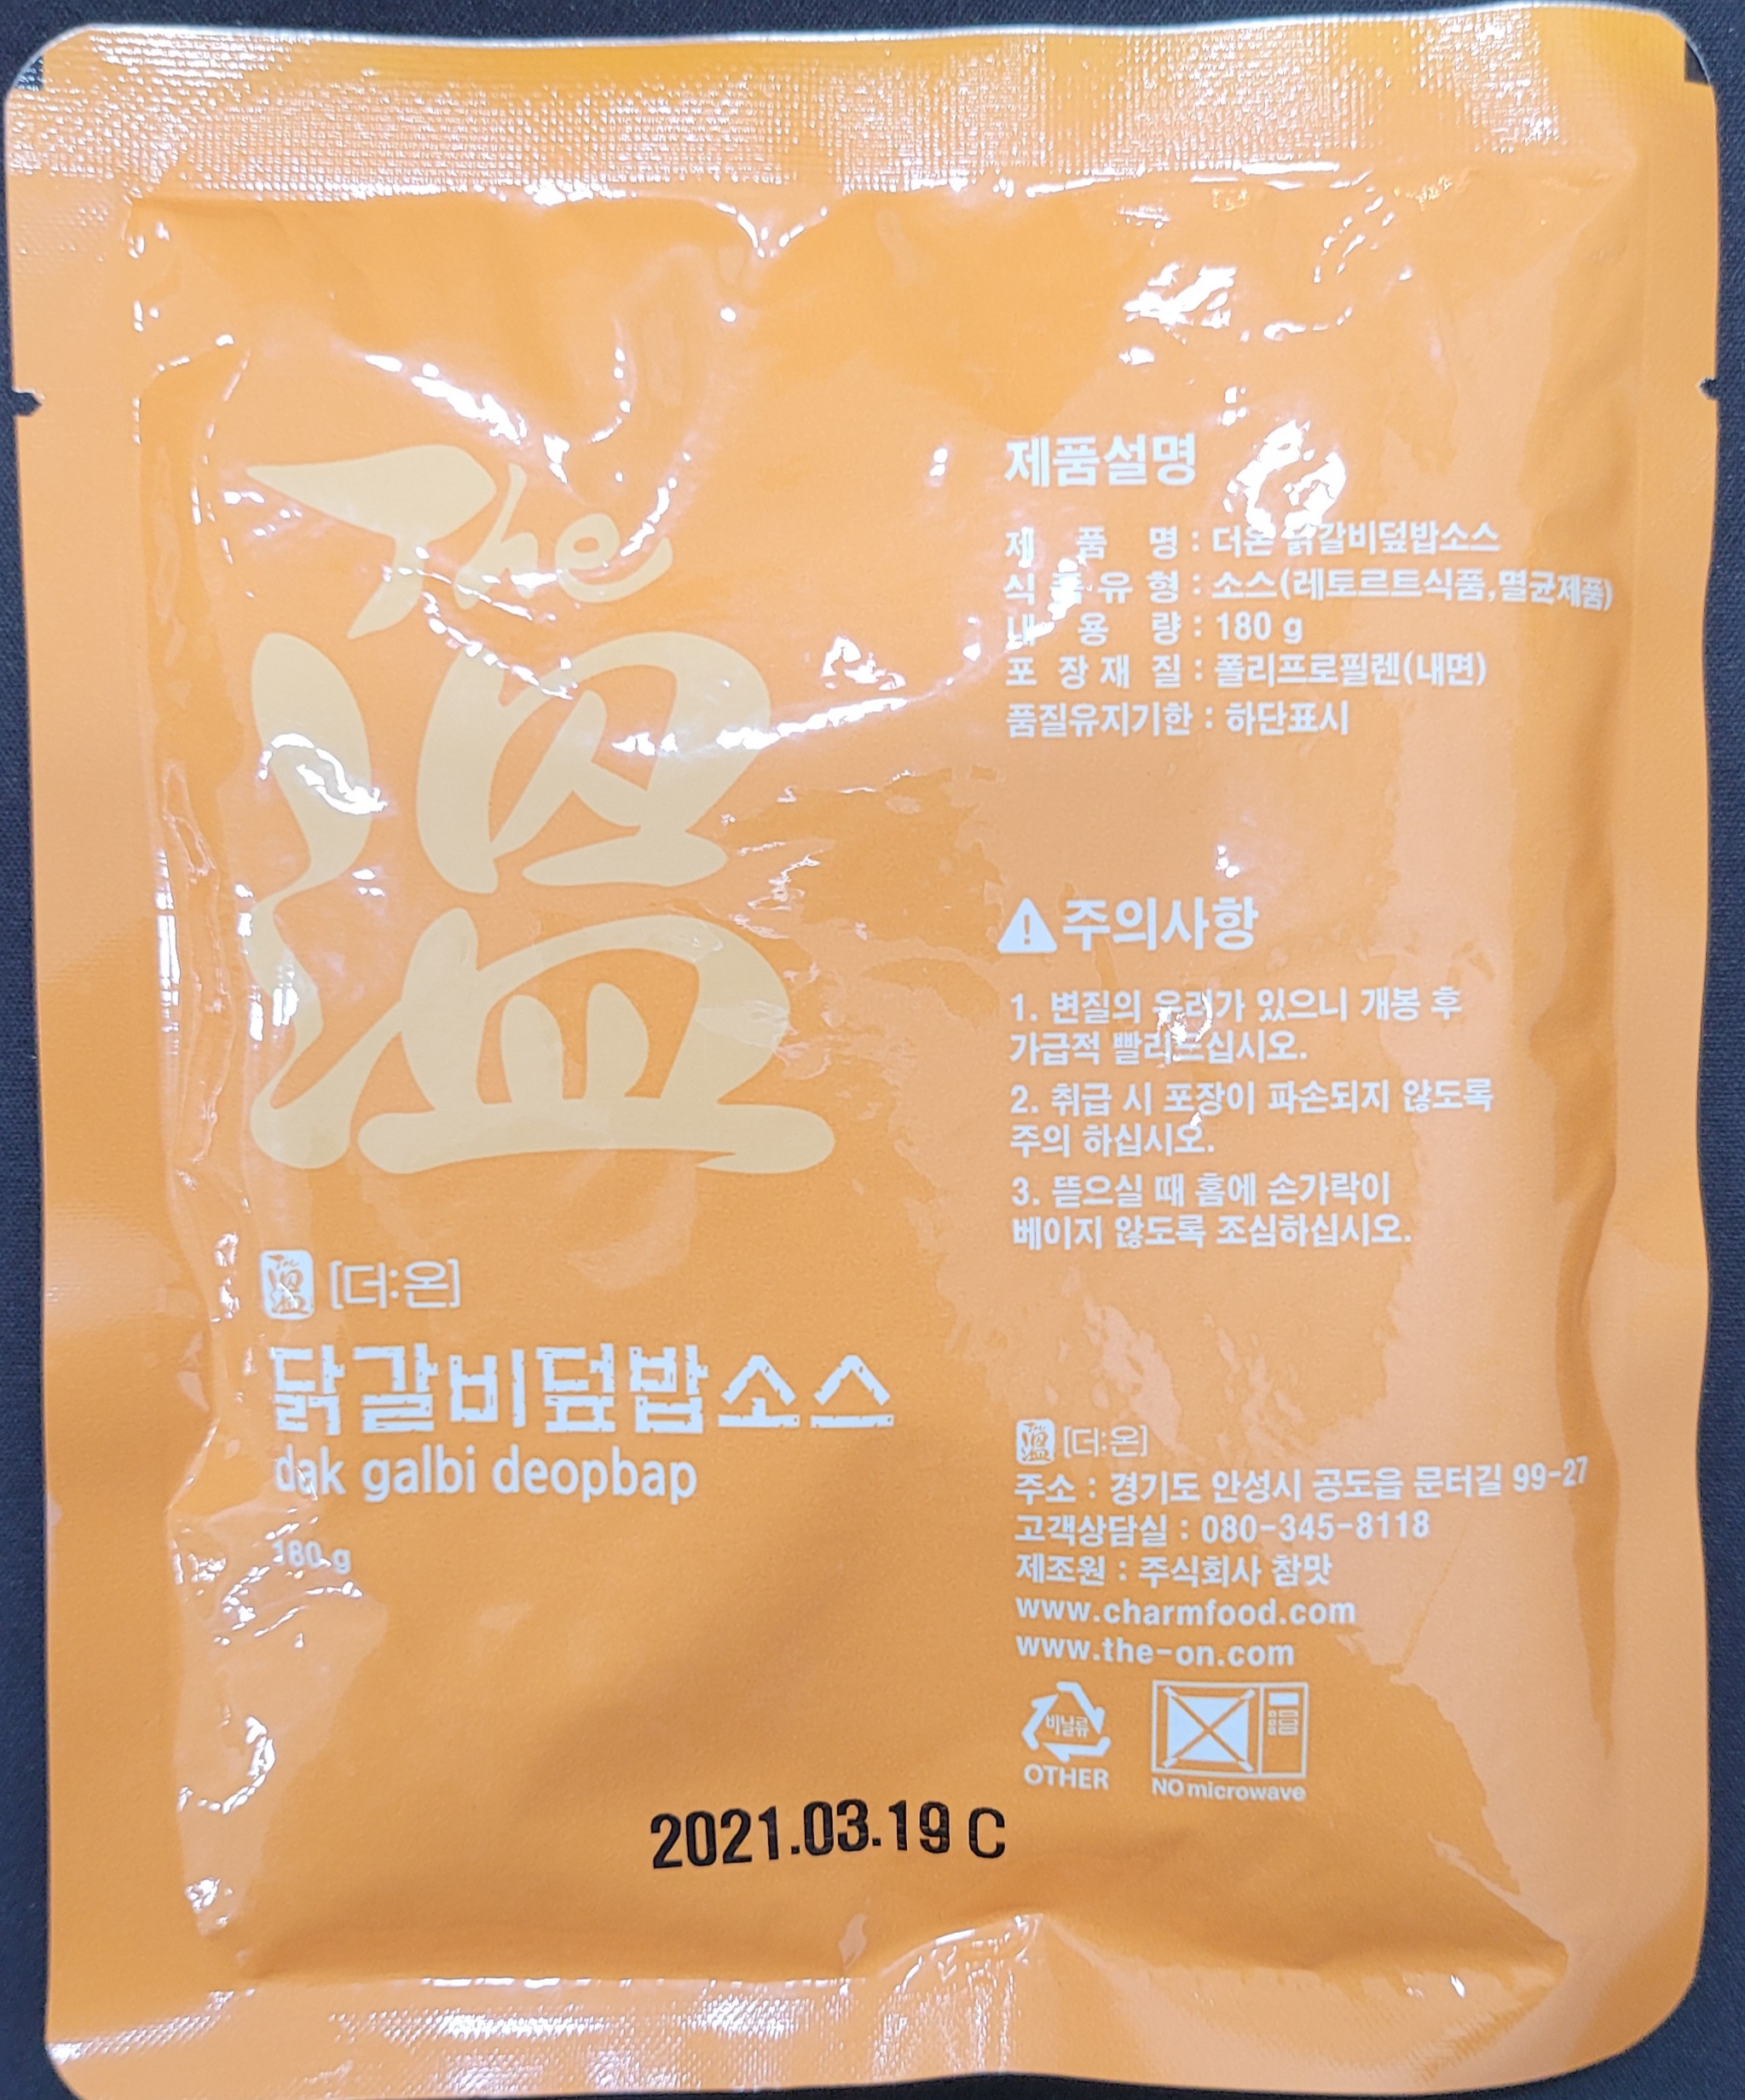 The
溫
[더:온]
닭갈비덮밥소스
dak galbi deopbap
180 g
제품설명
제 품 명 : 더온 닭갈비덮밥소스
식품유형 : 소스(레토르트식품,멸균제품)
내 용 량 : 180 g
포 장 재 질 : 폴리프로필렌(내면)
품질유지기한 : 하단표시
주의사항
1. 변질의 우려가 있으니 개봉 후
가급적 빨리드십시오.
2. 취급 시 포장이 파손되지 않도록
주의 하십시오.
3. 뜯으실 때 홈에 손가락이
베이지 않도록 조심하십시오.
The 溫 [더:온]
주소 : 경기도 안성시 공도읍 문터길 99-27
고객상담실 : 080-345-8118
제조원 : 주식회사 참맛
www.charmfood.com
www.the-on.com
비닐류
OTHER
NO microwave
2021.03.19 C